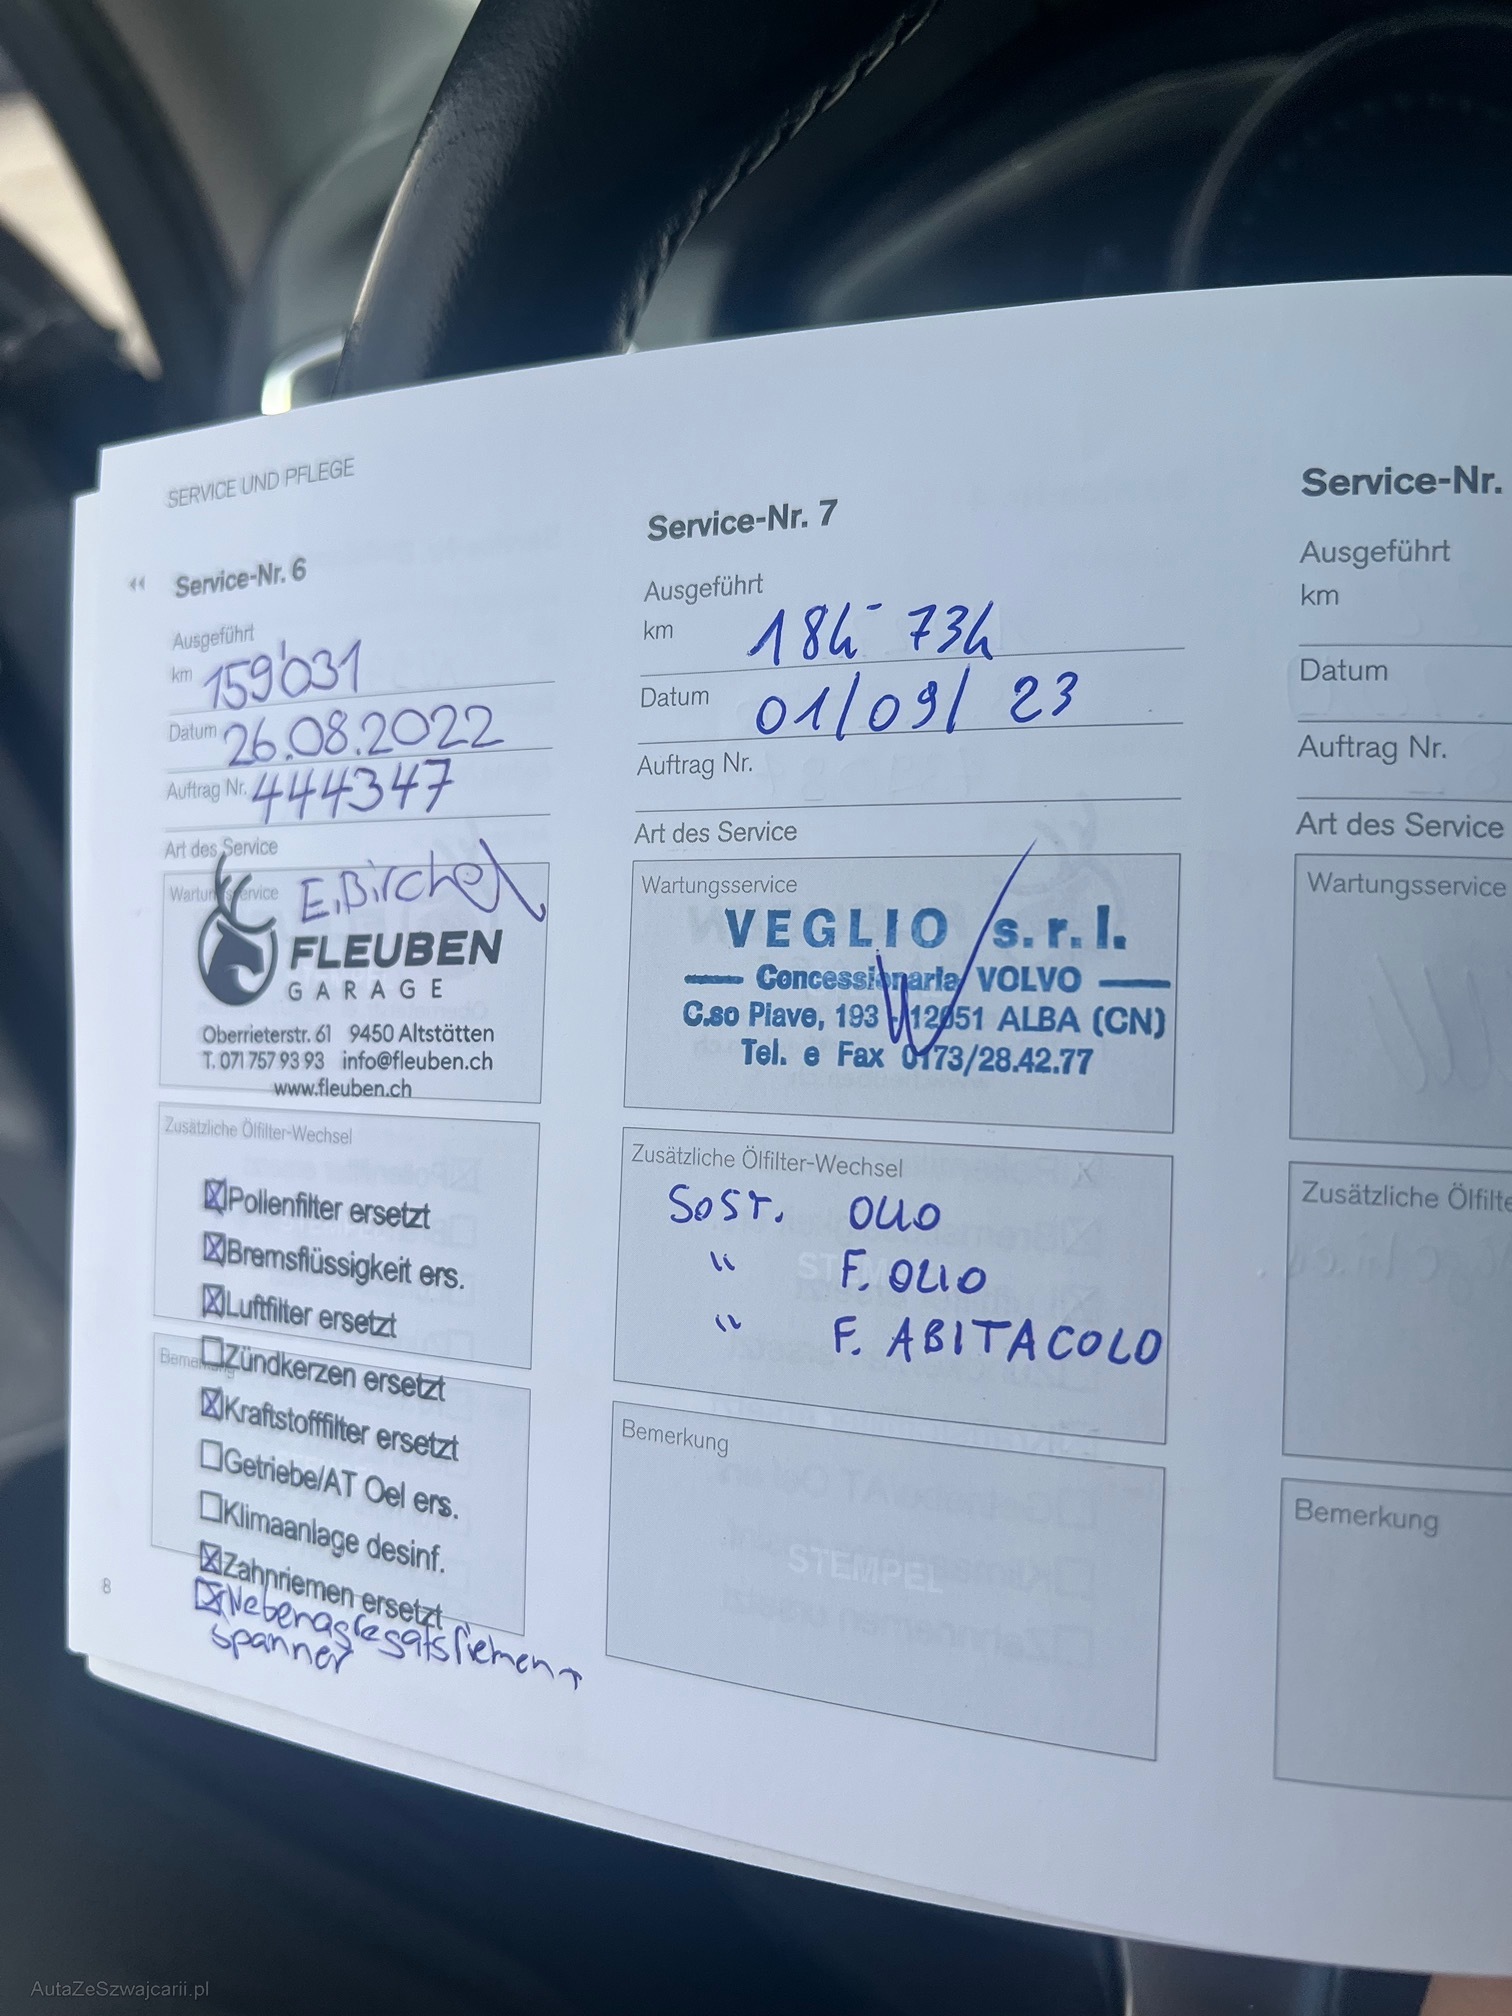 SERVICE UND PFLEGE
Service-Nr. 6
Ausgeführt
km 159'031
Datum 26.08.2022
Auftrag Nr. 444347
Art des Service
Wartungsservice
E. Birchel
FLEUBEN
GARAGE
Oberrieterstr. 61 9450 Altstätten
T. 071 757 93 93 info@fleuben.ch
www.fleuben.ch
Zusätzliche Ölfilter-Wechsel
☒ Pollenfilter ersetzt
☒ Bremsflüssigkeit ers.
☒ Luftfilter ersetzt
Bemerkung
☐ Zündkerzen ersetzt
☒ Kraftstofffilter ersetzt
☐ Getriebe/AT Oel ers.
☐ Klimaanlage desinf.
☒ Zahnriemen ersetzt
☒ Nebenaggregatsriemen +
spanner
8
Service-Nr. 7
Ausgeführt
km 184 734
Datum 01/09/23
Auftrag Nr.
Art des Service
Wartungsservice
VEGLIO s.r.l.
Concessionaria VOLVO
C.so Piave, 193 - 12051 ALBA (CN)
Tel. e Fax 0173/28.42.77
Zusätzliche Ölfilter-Wechsel
SOST. OLIO
" F. OLIO
" F. ABITACOLO
Bemerkung
STEMPEL
Service-Nr.
Ausgeführt
km
Datum
Auftrag Nr.
Art des Service
Wartungsservice
Zusätzliche Ölfilte
Bemerkung
AutaZeSzwajcarii.pl